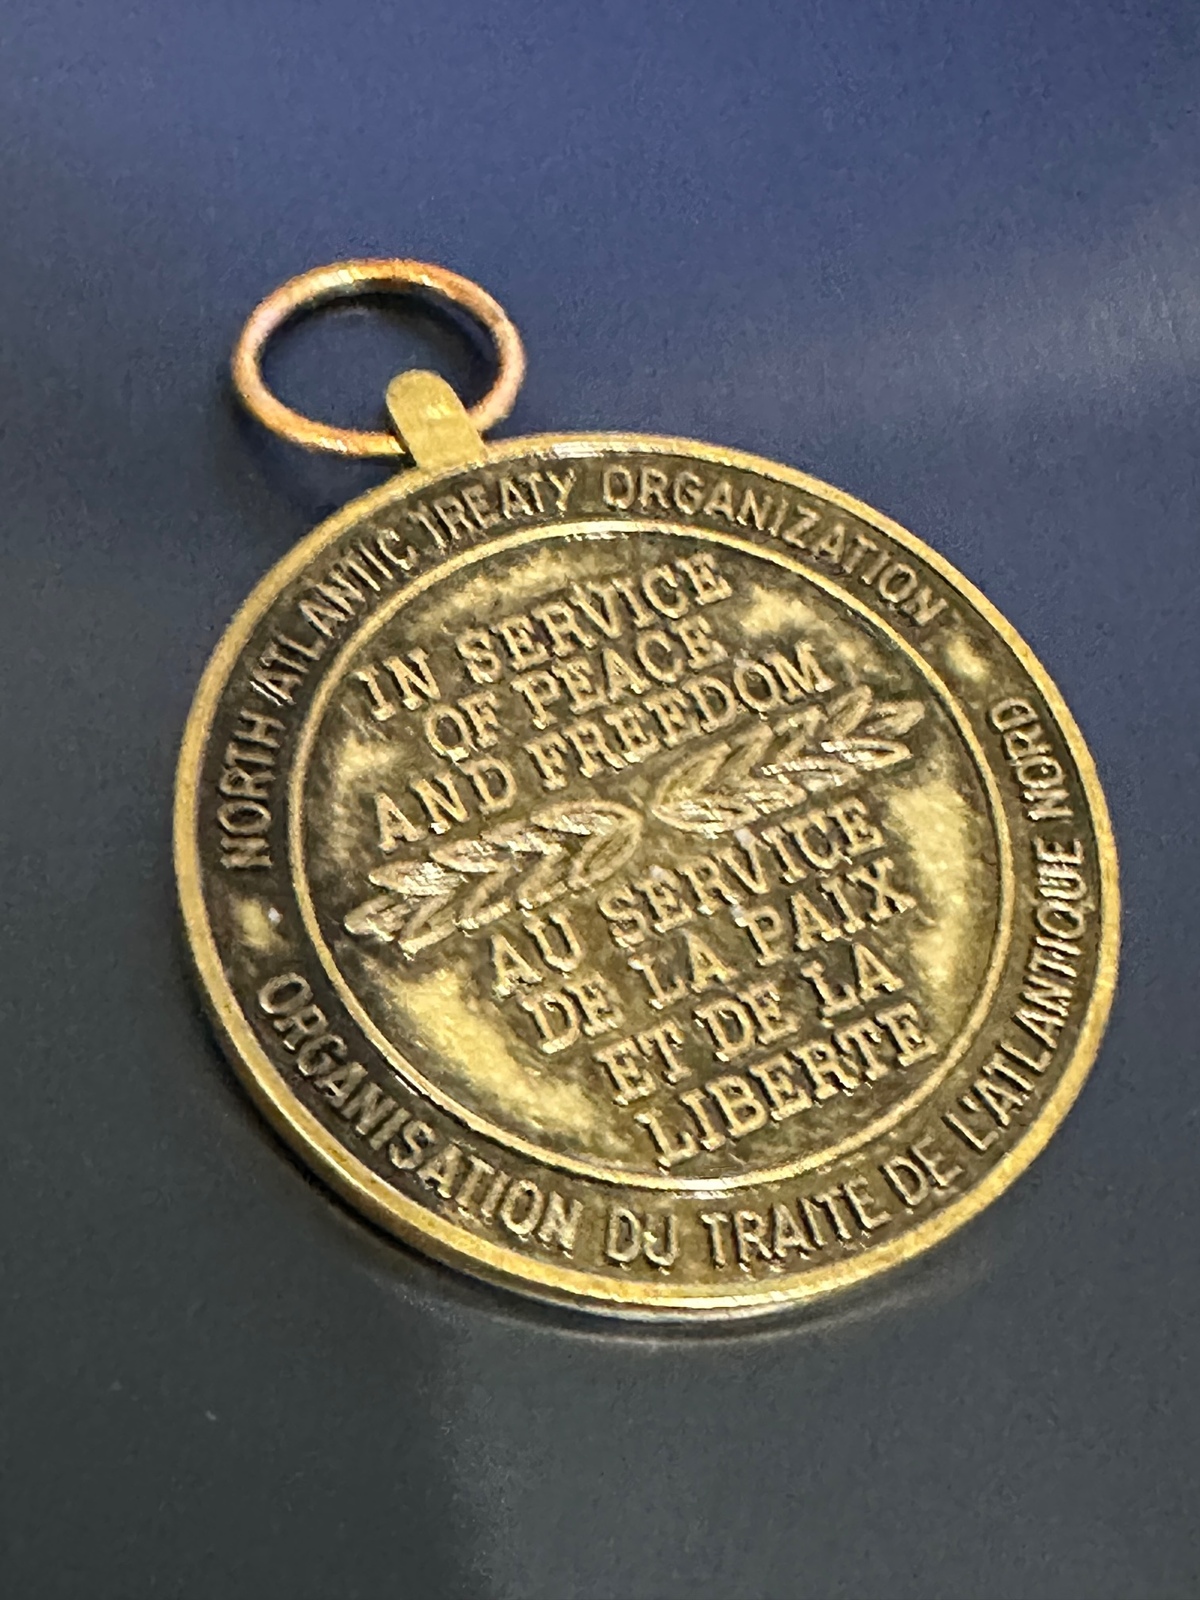 NORTH ATLANTIC TREATY ORGANIZATION
IN SERVICE
OF PEACE
AND FREEDOM
AU SERVICE
DE LA PAIX
ET DE LA
LIBERTE
ORGANISATION DU TRAITE DE L'ATLANTIQUE NORD